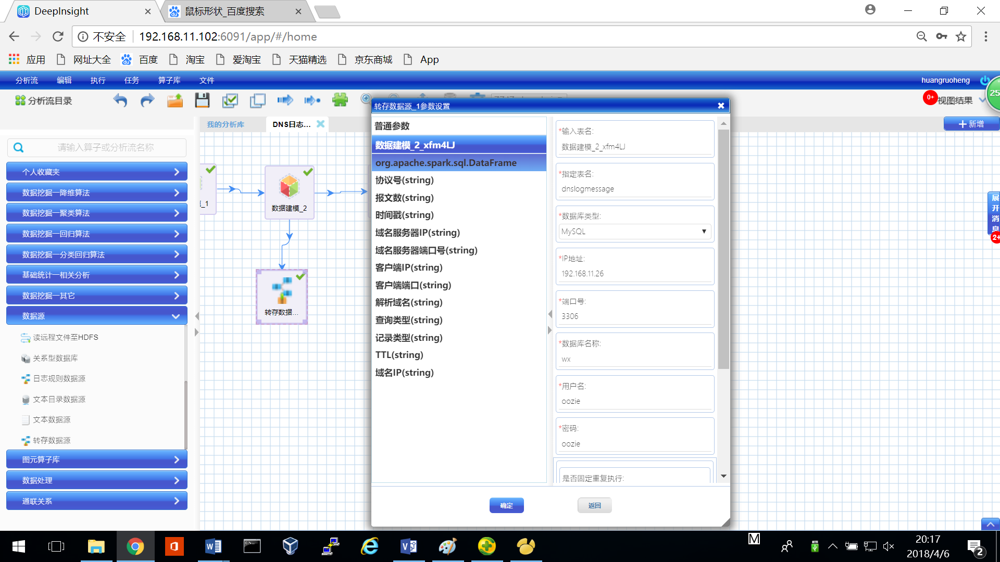 DeepInsight
鼠标形状_百度搜索
不安全
192.168.11.102:6091/app/#/home
应用
网址大全
百度
淘宝
爱淘宝
天猫精选
京东商城
App
分析流
编辑
执行
任务
算子库
文件
huangruoheng
25
分析流目录
0+
视图结果
我的分析库
DNS日志...
新增
请输入算子或分析流名称
个人收藏夹
数据挖掘—降维算法
数据挖掘—聚类算法
数据挖掘—回归算法
数据挖掘—分类回归算法
基础统计—相关分析
数据挖掘—其它
数据源
读远程文件至HDFS
关系型数据库
日志规则数据源
文本目录数据源
文本数据源
转存数据源
图元算子库
数据处理
通联关系
_1
数据建模_2
转存数据...
转存数据源_1参数设置
普通参数
数据建模_2_xfm4LJ
org.apache.spark.sql.DataFrame
协议号(string)
报文数(string)
时间戳(string)
域名服务器IP(string)
域名服务器端口号(string)
客户端IP(string)
客户端端口(string)
解析域名(string)
查询类型(string)
记录类型(string)
TTL(string)
域名IP(string)
*输入表名:
数据建模_2_xfm4LJ
*指定表名:
dnslogmessage
*数据库类型:
MySQL
*IP地址:
192.168.11.26
*端口号:
3306
*数据库名称:
wx
*用户名:
oozie
*密码:
oozie
是否固定重复执行:
确定
返回
展
开
消
息
2+
M
20:17
2018/4/6
2